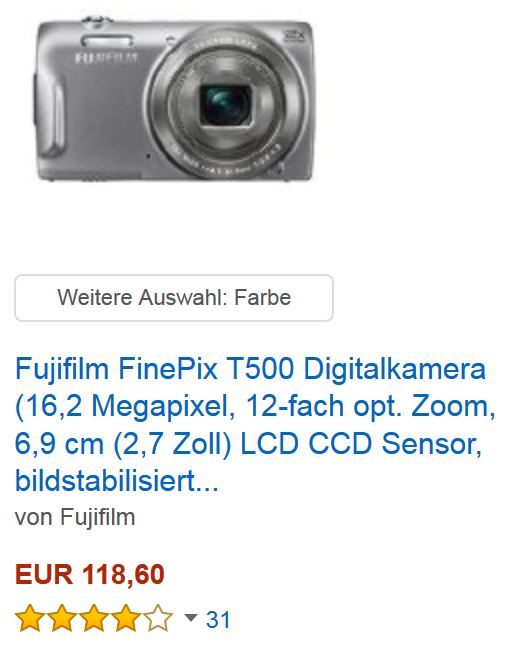 FUJIFILM
12x
Weitere Auswahl: Farbe
Fujifilm FinePix T500 Digitalkamera
(16,2 Megapixel, 12-fach opt. Zoom,
6,9 cm (2,7 Zoll) LCD CCD Sensor,
bildstabilisiert...
von Fujifilm
EUR 118,60
31